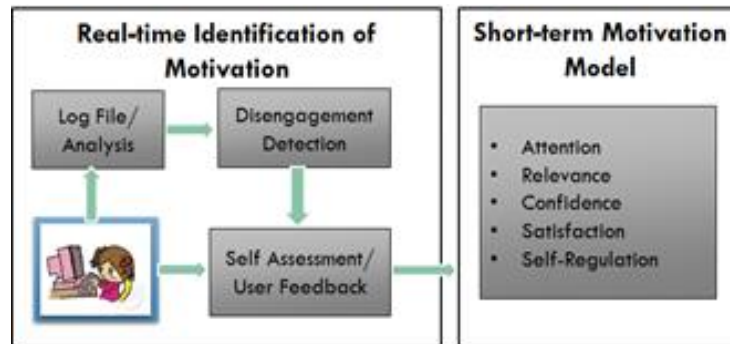 Real-time Identification of
Motivation
Log File/
Analysis
Disengagement
Detection
Self Assessment/
User Feedback
Short-term Motivation
Model
• Attention
• Relevance
• Confidence
• Satisfaction
• Self-Regulation